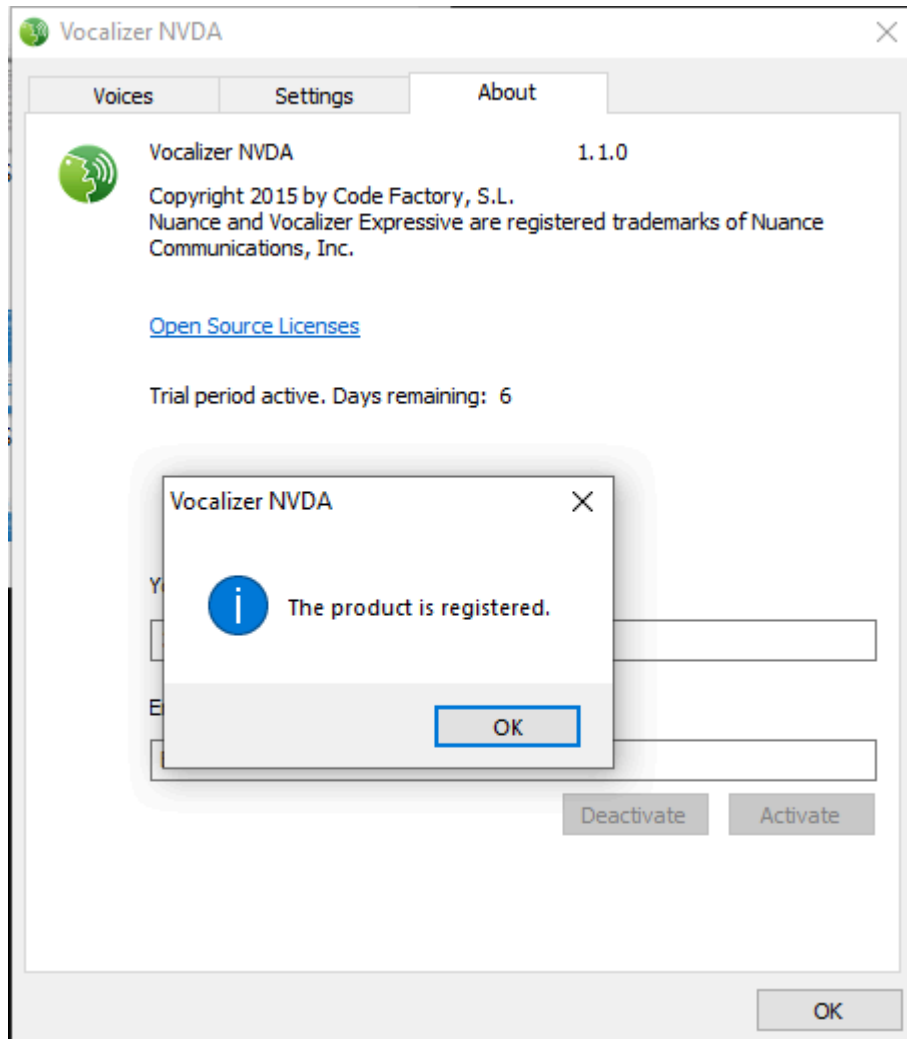 Vocalizer NVDA
Voices Settings About
Vocalizer NVDA 1.1.0
Copyright 2015 by Code Factory, S.L.
Nuance and Vocalizer Expressive are registered trademarks of Nuance
Communications, Inc.
Open Source Licenses
Trial period active. Days remaining: 6
Vocalizer NVDA
The product is registered.
OK
Deactivate Activate
OK